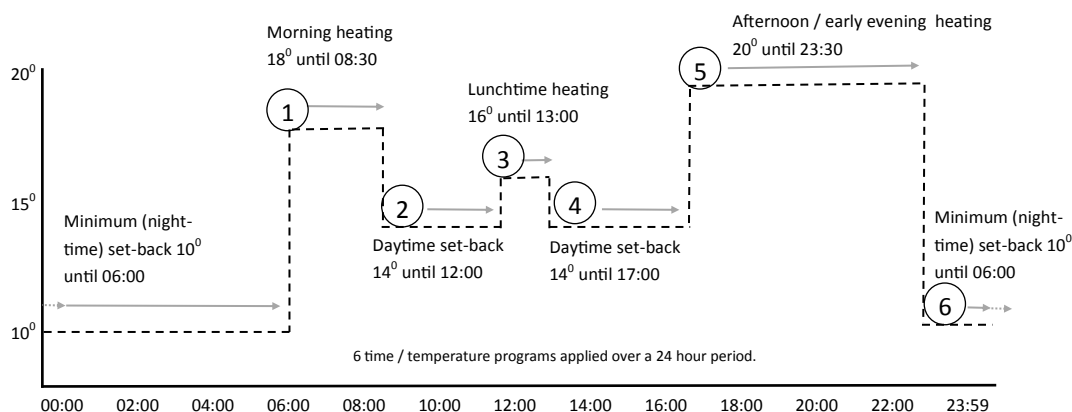 Morning heating
18⁰ until 08:30
Afternoon / early evening heating
20⁰ until 23:30
Lunchtime heating
16⁰ until 13:00
20⁰
15⁰
10⁰
1
2
3
4
5
6
Minimum (night-
time) set-back 10⁰
until 06:00
Daytime set-back
14⁰ until 12:00
Daytime set-back
14⁰ until 17:00
Minimum (night-
time) set-back 10⁰
until 06:00
6 time / temperature programs applied over a 24 hour period.
00:00 02:00 04:00 06:00 08:00 10:00 12:00 14:00 16:00 18:00 20:00 22:00 23:59